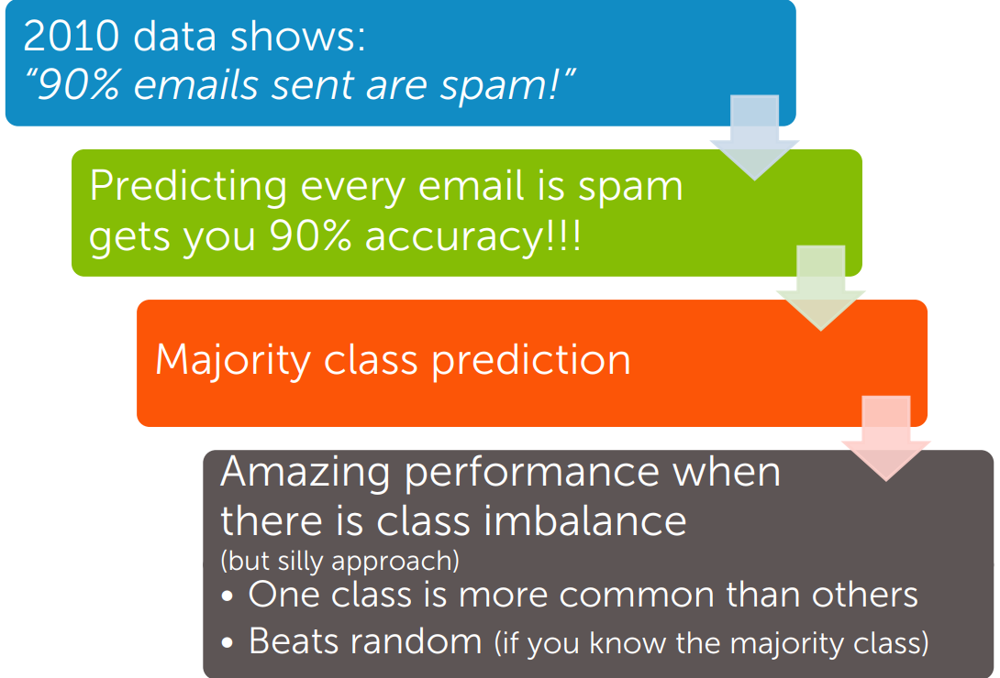 2010 data shows:
“90% emails sent are spam!”
Predicting every email is spam
gets you 90% accuracy!!!
Majority class prediction
Amazing performance when
there is class imbalance
(but silly approach)
• One class is more common than others
• Beats random (if you know the majority class)